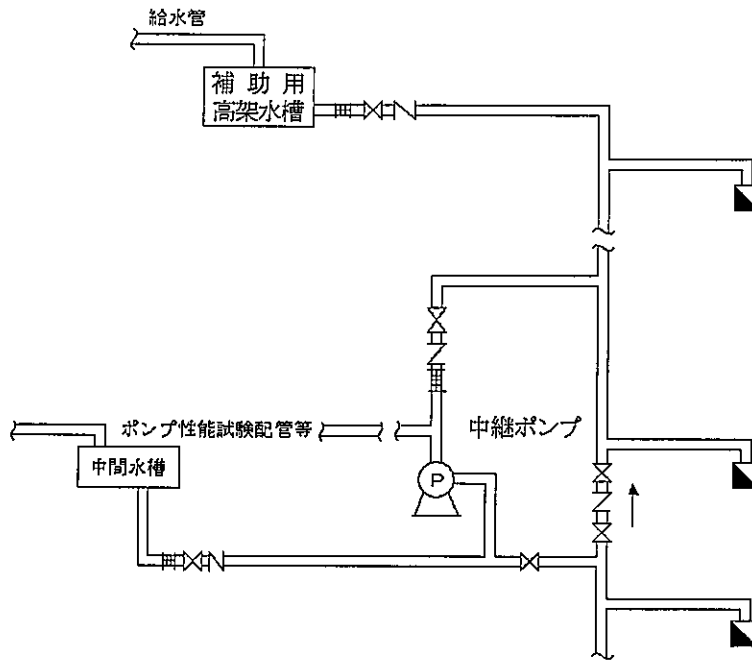 給水管
補助用
高架水槽
ポンプ性能試験配管等
中継ポンプ
中間水槽
P